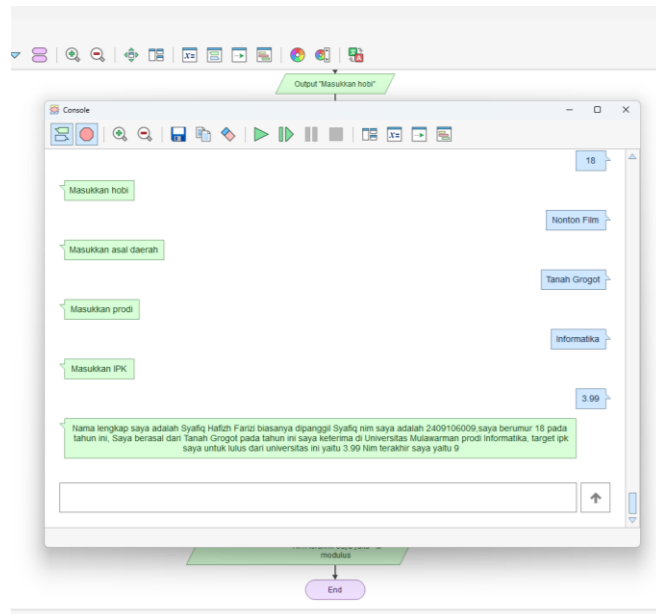 Output "Masukkan hobi"
Console
18
Masukkan hobi
Nonton Film
Masukkan asal daerah
Tanah Grogot
Masukkan prodi
Informatika
Masukkan IPK
3.99
Nama lengkap saya adalah Syafiq Hafizh Farizi biasanya dipanggil Syafiq nim saya adalah 2409106009,saya berumur 18 pada
tahun ini, Saya berasal dari Tanah Grogot pada tahun ini saya keterima di Universitas Mulawarman prodi Informatika, target ipk
saya untuk lulus dari universitas ini yaitu 3.99 Nim terakhir saya yaitu 9
modulus
End